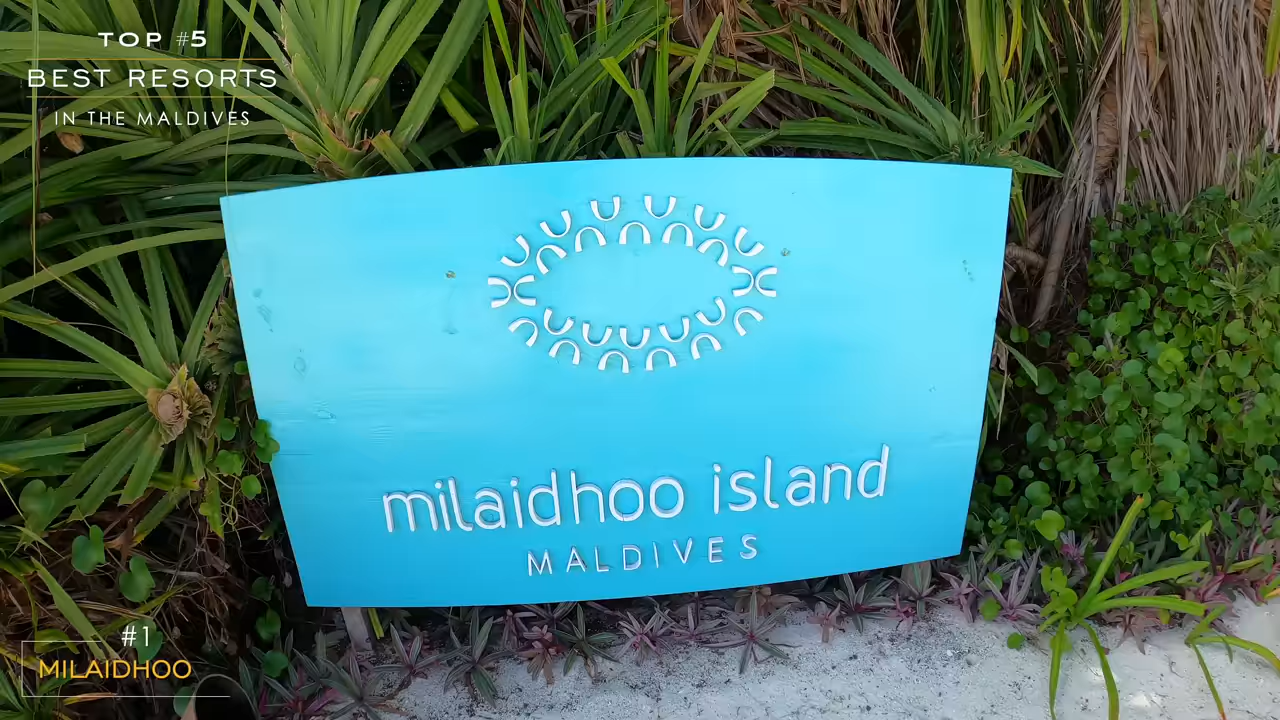 TOP #5
BEST RESORTS
IN THE MALDIVES
milaidhoo island
MALDIVES
#1
MILAIDHOO